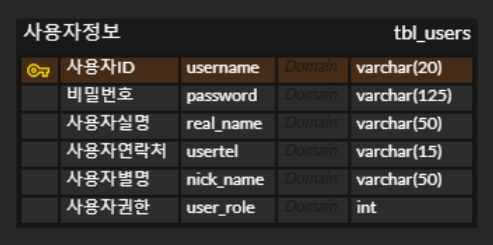 사용자정보 tbl_users
사용자ID username Domain varchar(20)
비밀번호 password Domain varchar(125)
사용자실명 real_name Domain varchar(50)
사용자연락처 usertel Domain varchar(15)
사용자별명 nick_name Domain varchar(50)
사용자권한 user_role Domain int